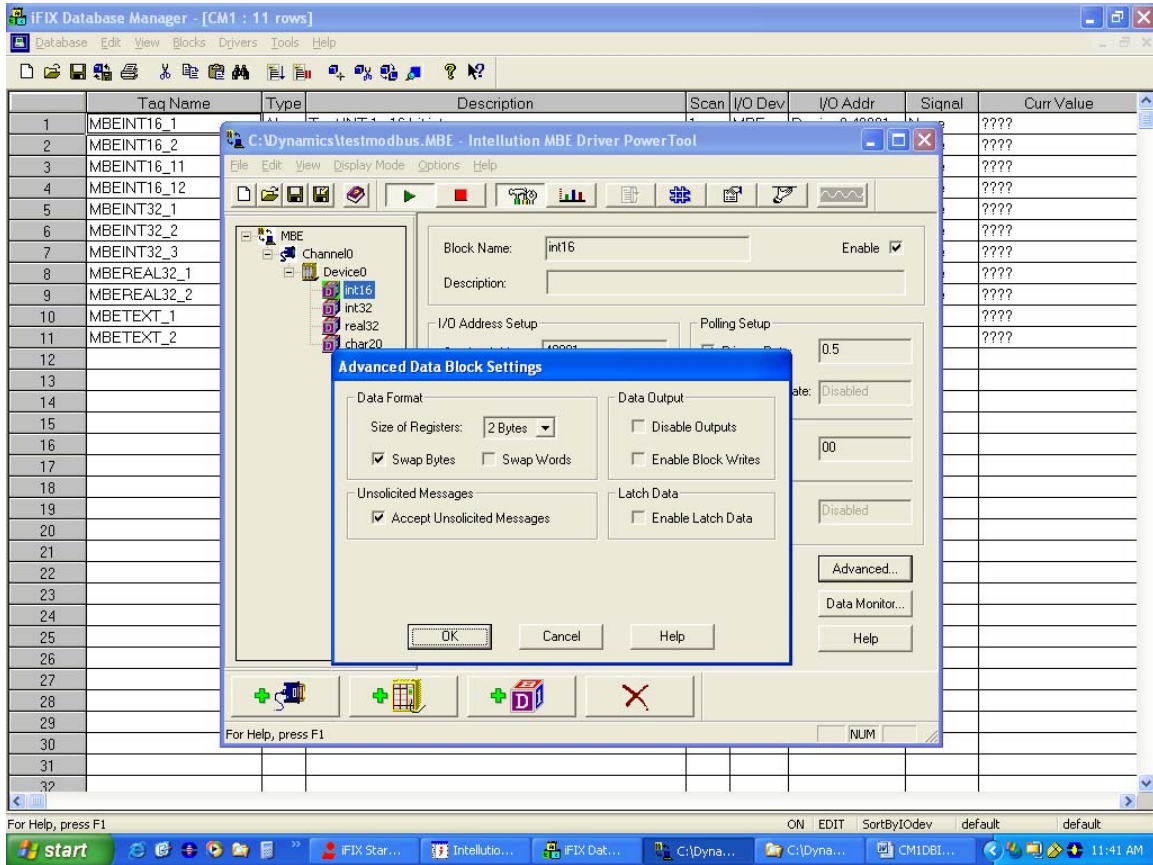 iFIX Database Manager - [CM1 : 11 rows]
Database Edit View Blocks Drivers Tools Help
Tag Name Type Description Scan I/O Dev I/O Addr Signal Curr Value
1 MBEINT16_1 ????
2 MBEINT16_2 ????
3 MBEINT16_11 ????
4 MBEINT16_12 ????
5 MBEINT32_1 ????
6 MBEINT32_2 ????
7 MBEINT32_3 ????
8 MBEREAL32_1 ????
9 MBEREAL32_2 ????
10 MBETEXT_1 ????
11 MBETEXT_2 ????
12
13
14
15
16
17
18
19
20
21
22
23
24
25
26
27
28
29
30
31
32
C:\Dynamics\testmodbus.MBE - Intellution MBE Driver PowerTool
File Edit View Display Mode Options Help
MBE
Channel0
Device0
int16
int32
real32
char20
Block Name: int16 Enable
Description:
I/O Address Setup
Polling Setup
0.5
Disabled
00
Disabled
Advanced...
Data Monitor...
Help
Advanced Data Block Settings
Data Format
Size of Registers: 2 Bytes
Swap Bytes Swap Words
Data Output
Disable Outputs
Enable Block Writes
Unsolicited Messages
Accept Unsolicited Messages
Latch Data
Enable Latch Data
OK Cancel Help
For Help, press F1 NUM
For Help, press F1 ON EDIT SortByIOdev default default
start iFIX Star... Intellutio... iFIX Dat... C:\Dyna... C:\Dyna... CM1DBI... 11:41 AM